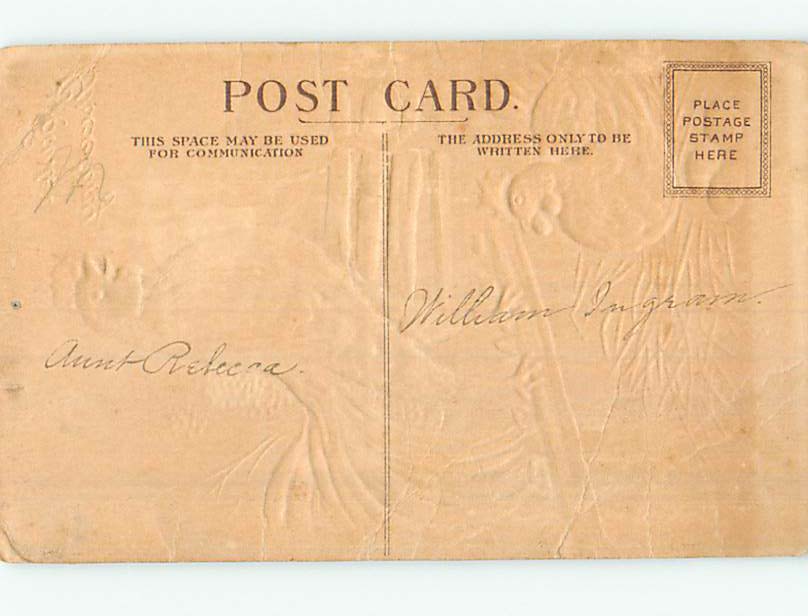 POST CARD.
THIS SPACE MAY BE USED
FOR COMMUNICATION
THE ADDRESS ONLY TO BE
WRITTEN HERE.
PLACE
POSTAGE
STAMP
HERE
William Ingram.
Aunt Rebecca.